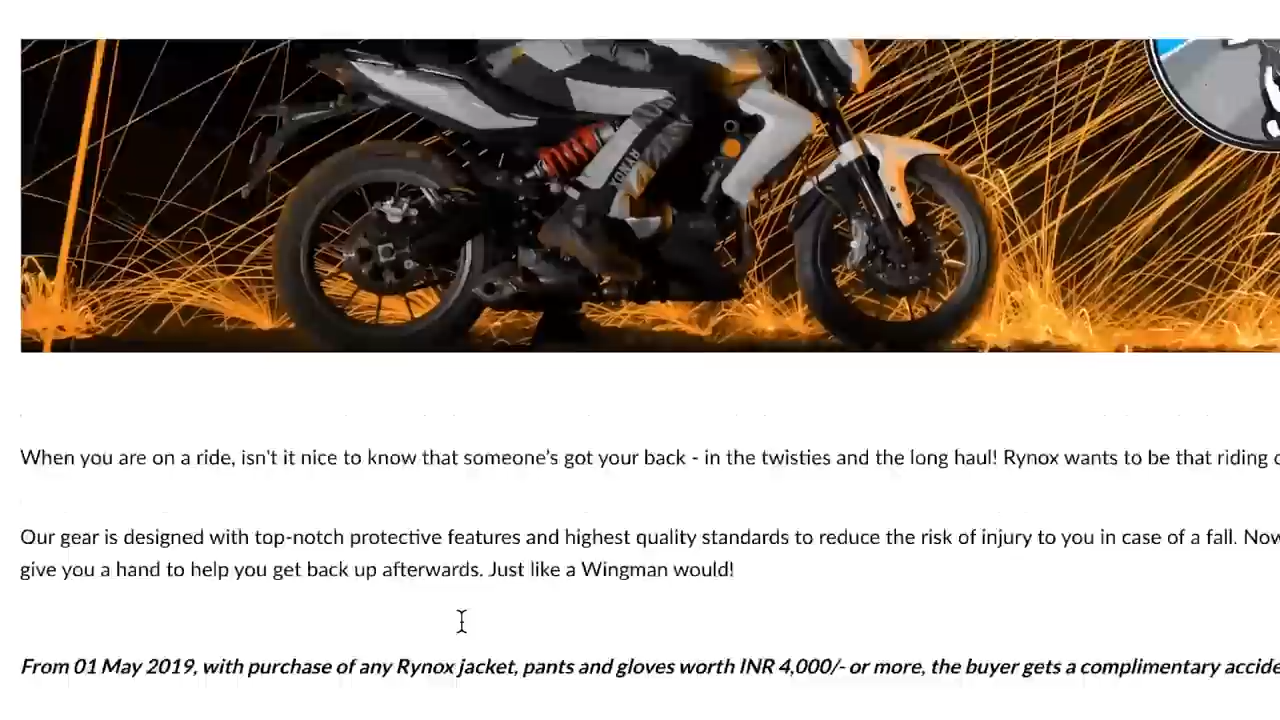 RYNOX
When you are on a ride, isn't it nice to know that someone's got your back - in the twisties and the long haul! Rynox wants to be that riding
Our gear is designed with top-notch protective features and highest quality standards to reduce the risk of injury to you in case of a fall. Now
give you a hand to help you get back up afterwards. Just like a Wingman would!
From 01 May 2019, with purchase of any Rynox jacket, pants and gloves worth INR 4,000/- or more, the buyer gets a complimentary accide